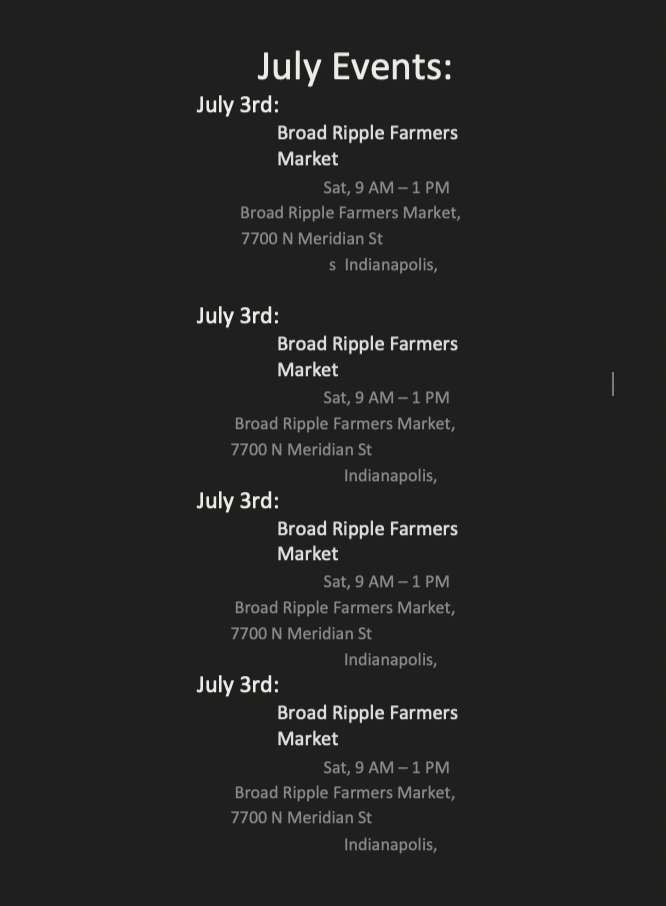 July Events:
July 3rd:
Broad Ripple Farmers
Market
Sat, 9 AM – 1 PM
Broad Ripple Farmers Market,
7700 N Meridian St
s Indianapolis,
July 3rd:
Broad Ripple Farmers
Market
Sat, 9 AM – 1 PM
Broad Ripple Farmers Market,
7700 N Meridian St
Indianapolis,
July 3rd:
Broad Ripple Farmers
Market
Sat, 9 AM – 1 PM
Broad Ripple Farmers Market,
7700 N Meridian St
Indianapolis,
July 3rd:
Broad Ripple Farmers
Market
Sat, 9 AM – 1 PM
Broad Ripple Farmers Market,
7700 N Meridian St
Indianapolis,